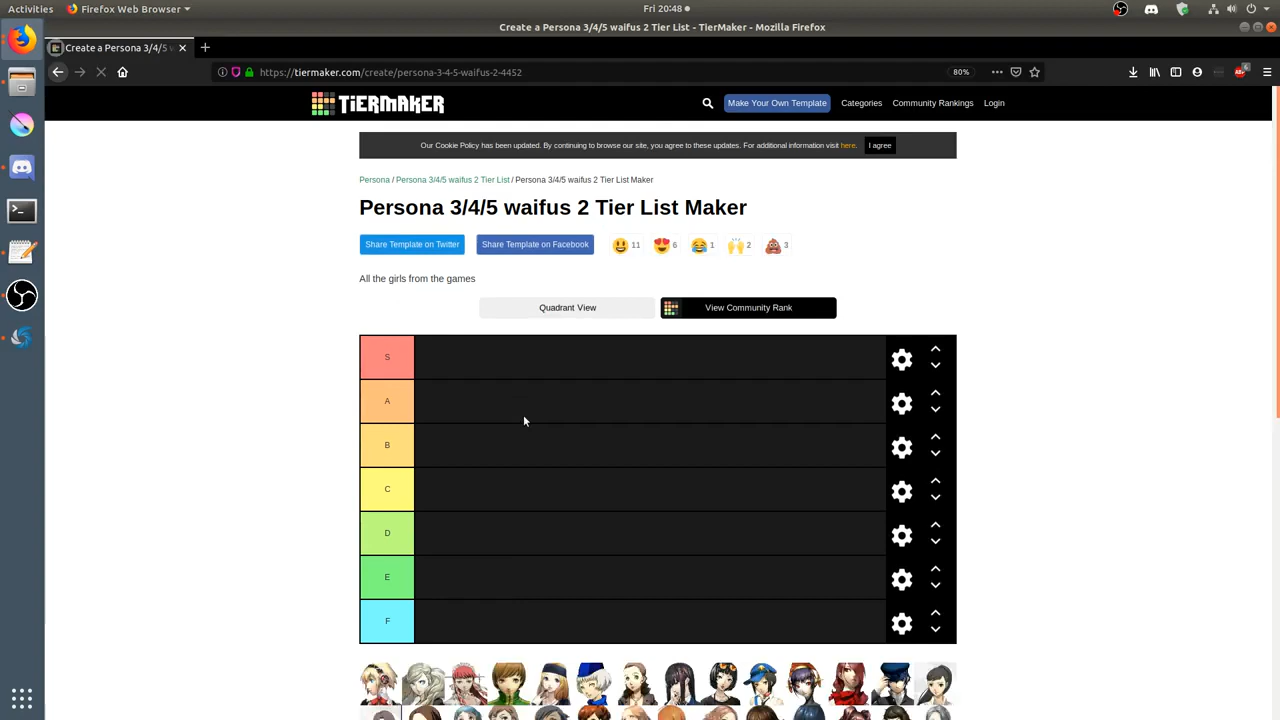 Activities Firefox Web Browser Fri 20:48
Create a Persona 3/4/5 waifus 2 Tier List - TierMaker - Mozilla Firefox
Create a Persona 3/4/5 w
https://tiermaker.com/create/persona-3-4-5-waifus-2-4452 80% 6
TiERMAKER Make Your Own Template Categories Community Rankings Login
Our Cookie Policy has been updated. By continuing to browse our site, you agree to these updates. For additional information visit here. I agree
Persona / Persona 3/4/5 waifus 2 Tier List / Persona 3/4/5 waifus 2 Tier List Maker
Persona 3/4/5 waifus 2 Tier List Maker
Share Template on Twitter Share Template on Facebook 11 6 1 2 3
All the girls from the games
Quadrant View View Community Rank
S
A
B
C
D
E
F